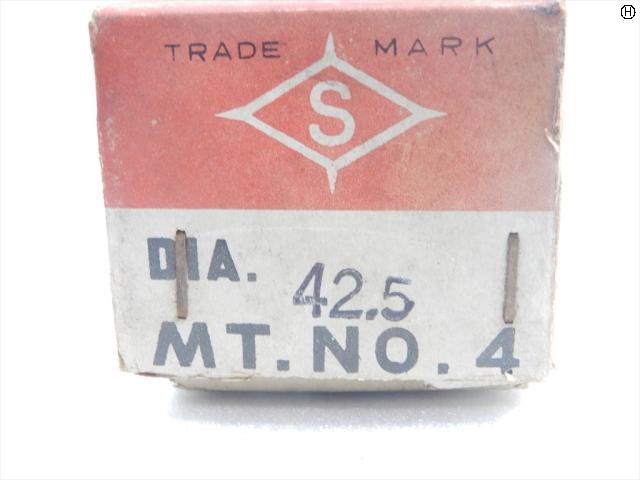 TRADE MARK
S
DIA. 42.5
MT. NO. 4
H